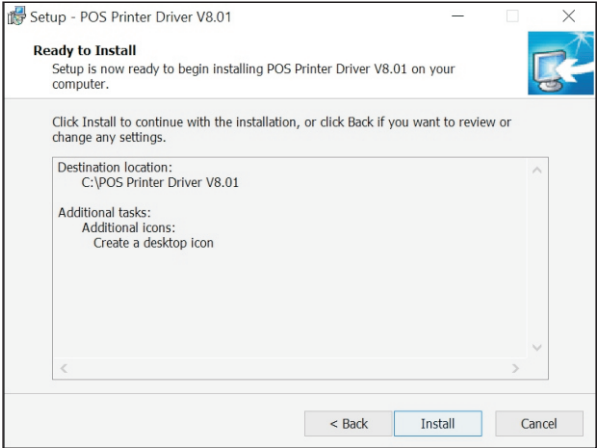 Setup - POS Printer Driver V8.01
Ready to Install
Setup is now ready to begin installing POS Printer Driver V8.01 on your
computer.
Click Install to continue with the installation, or click Back if you want to review or
change any settings.
Destination location:
C:\POS Printer Driver V8.01
Additional tasks:
Additional icons:
Create a desktop icon
< Back
Install
Cancel